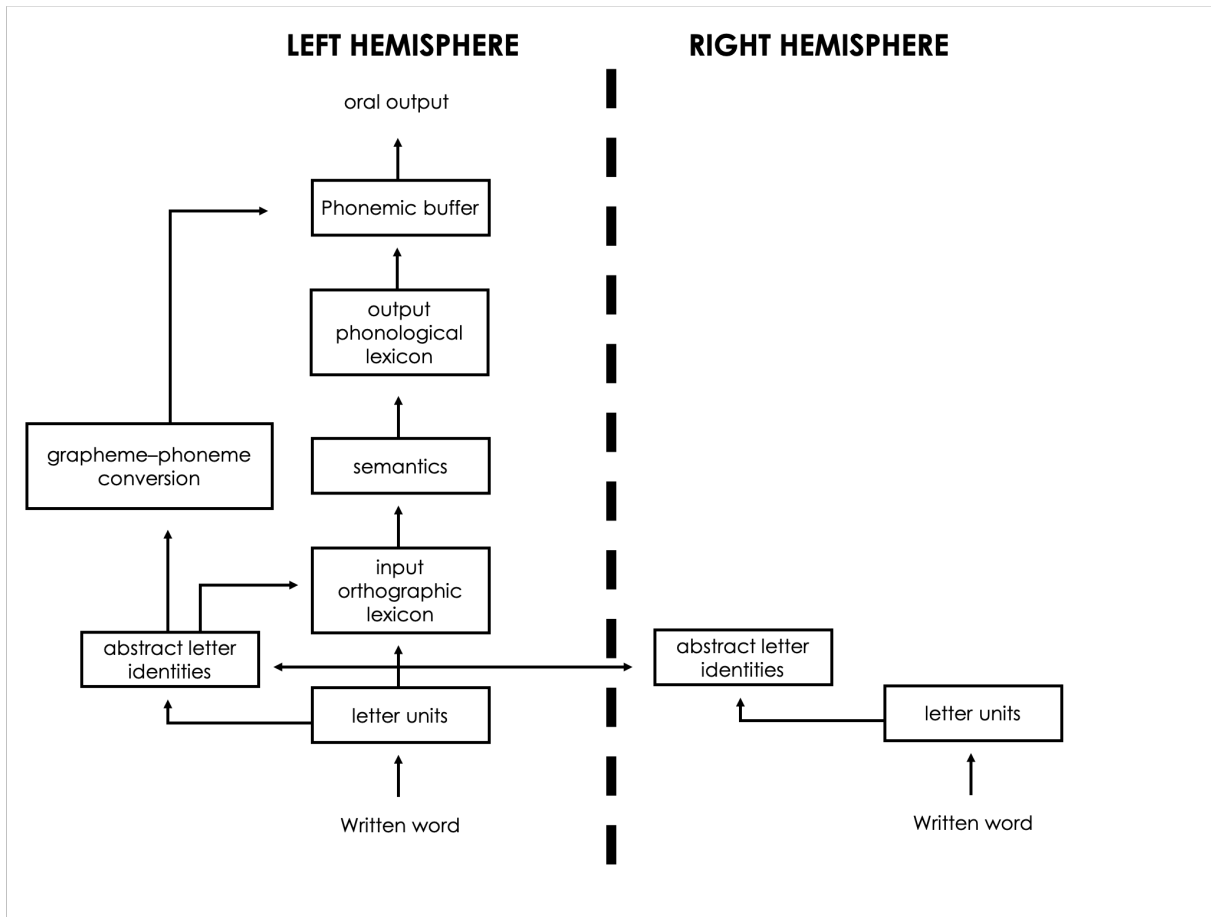 LEFT HEMISPHERE
RIGHT HEMISPHERE
oral output
Phonemic buffer
output
phonological
lexicon
grapheme–phoneme
conversion
semantics
input
orthographic
lexicon
abstract letter
identities
letter units
Written word
abstract letter
identities
letter units
Written word